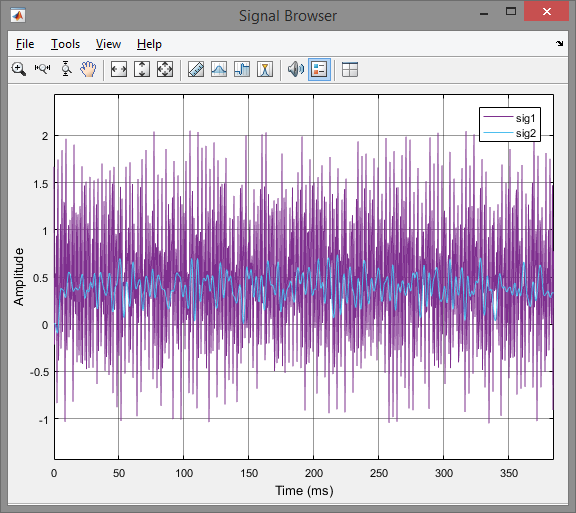 Signal Browser
File Tools View Help
sig1
sig2
2
1.5
1
0.5
0
-0.5
-1
Amplitude
0 50 100 150 200 250 300 350
Time (ms)